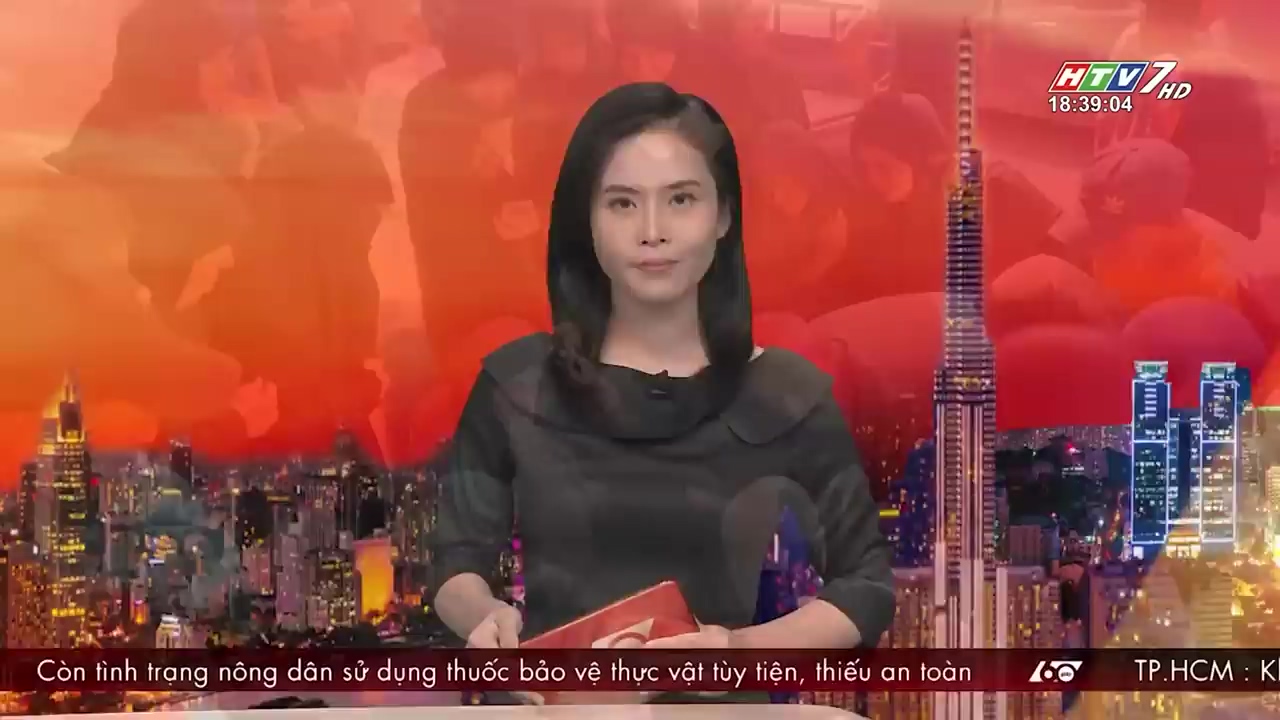 HTV7 HD
18:39:04
Còn tình trạng nông dân sử dụng thuốc bảo vệ thực vật tùy tiện, thiếu an toàn 60 TP.HCM :